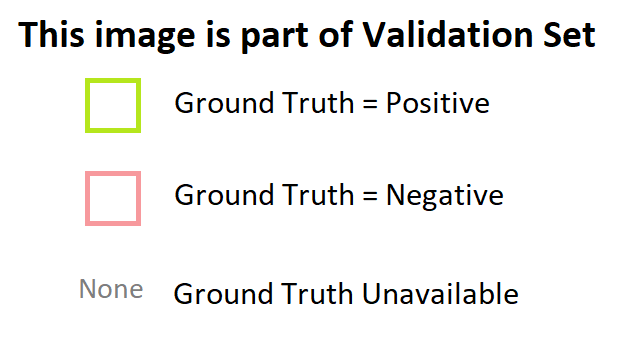 This image is part of Validation Set
Ground Truth = Positive
Ground Truth = Negative
None Ground Truth Unavailable